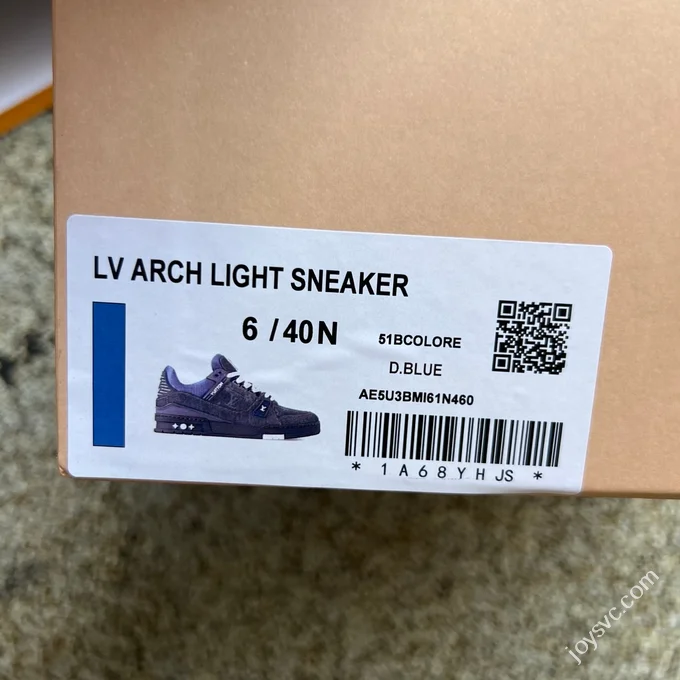 LV ARCH LIGHT SNEAKER
6 / 40N
51BCOLORE
D.BLUE
AE5U3BMI61N460
* 1A68YHJS *
joysvc.com